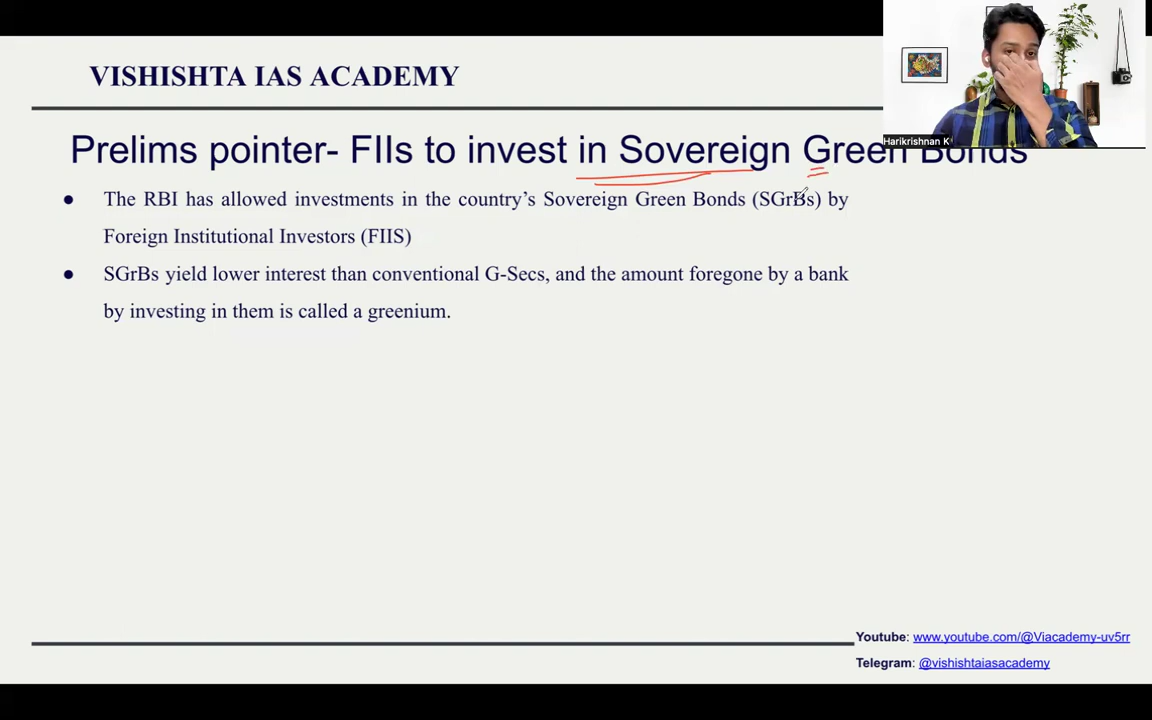 VISHISHTA IAS ACADEMY
Harikrishnan K
Prelims pointer- FIIs to invest in Sovereign Green Bonds
● The RBI has allowed investments in the country’s Sovereign Green Bonds (SGrBs) by
Foreign Institutional Investors (FIIS)
● SGrBs yield lower interest than conventional G-Secs, and the amount foregone by a bank
by investing in them is called a greenium.
Youtube: www.youtube.com/@Viacademy-uv5rr
Telegram: @vishishtaiasacademy